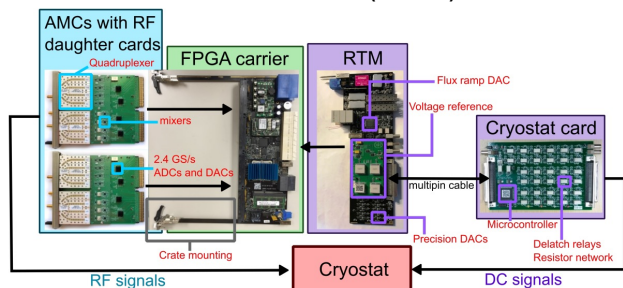 AMCs with RF
daughter cards
Quadruplexer
mixers
2.4 GS/s
ADCs and DACs
FPGA carrier
Crate mounting
RTM
Flux ramp DAC
Voltage reference
multipin cable
Precision DACs
Cryostat card
Microcontroller
Delatch relays
Resistor network
RF signals
Cryostat
DC signals